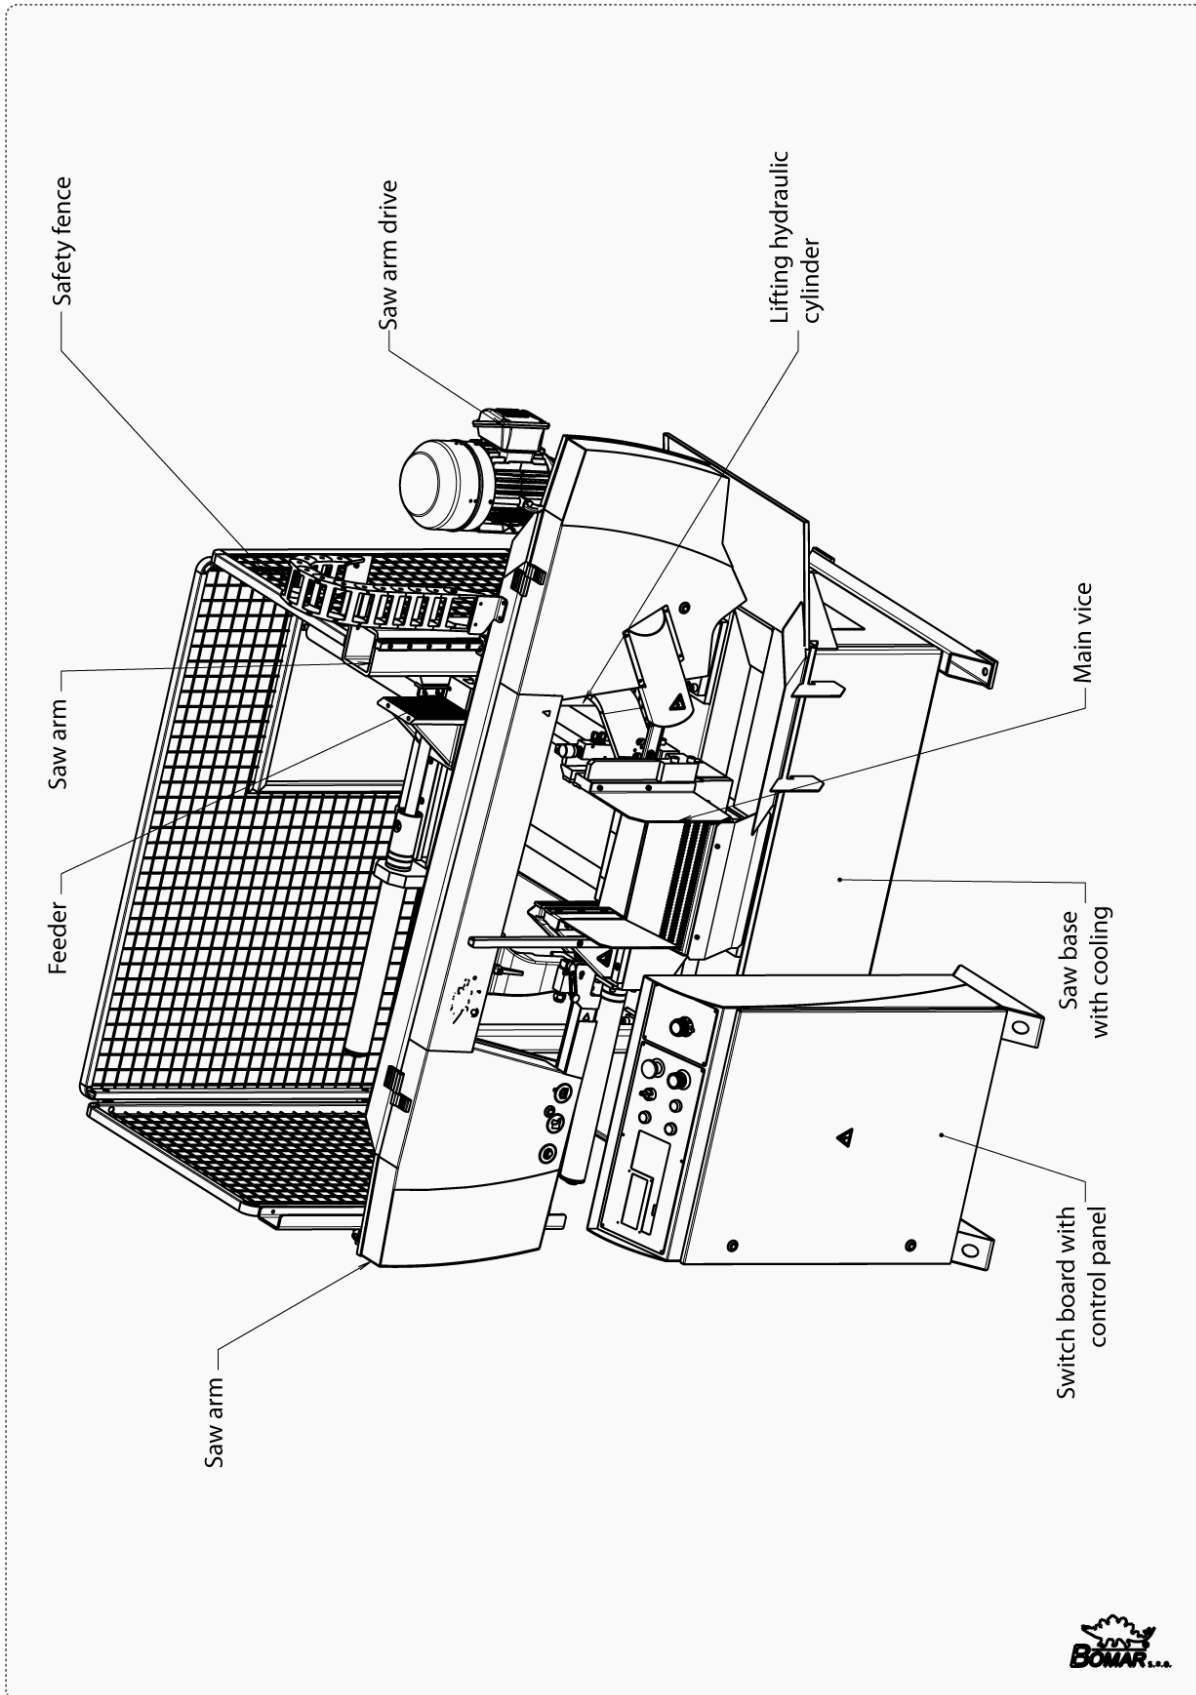 Safety fence
Saw arm drive
Lifting hydraulic
cylinder
Saw arm
Feeder
Main vice
Saw base
with cooling
Switch board with
control panel
Saw arm
BOMAR s.r.o.